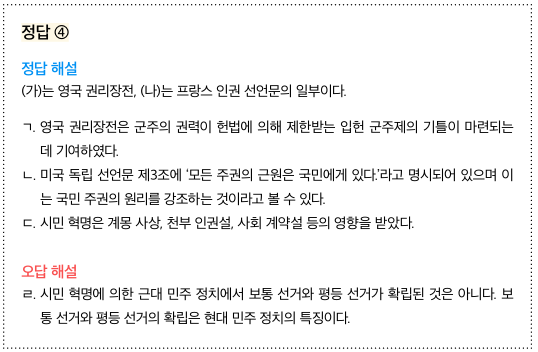 정답 ④
정답 해설
(가)는 영국 권리장전, (나)는 프랑스 인권 선언문의 일부이다.
ㄱ. 영국 권리장전은 군주의 권력이 헌법에 의해 제한받는 입헌 군주제의 기틀이 마련되는
데 기여하였다.
ㄴ. 미국 독립 선언문 제3조에 '모든 주권의 근원은 국민에게 있다.'라고 명시되어 있으며 이
는 국민 주권의 원리를 강조하는 것이라고 볼 수 있다.
ㄷ. 시민 혁명은 계몽 사상, 천부 인권설, 사회 계약설 등의 영향을 받았다.
오답 해설
ㄹ. 시민 혁명에 의한 근대 민주 정치에서 보통 선거와 평등 선거가 확립된 것은 아니다. 보
통 선거와 평등 선거의 확립은 현대 민주 정치의 특징이다.